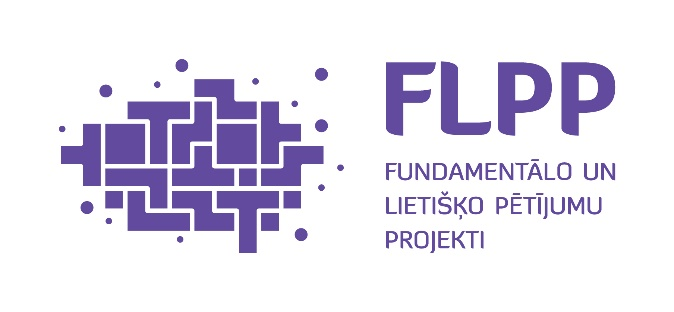 FLPP
FUNDAMENTĀLO UN
LIETIŠĶO PĒTĪJUMU
PROJEKTI